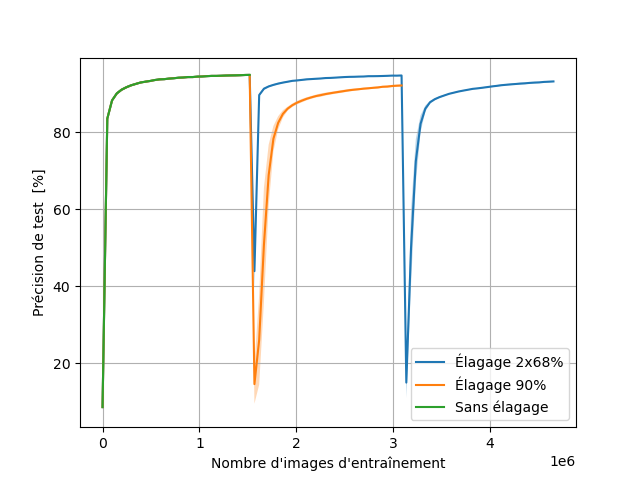 Précision de test [%]
80
60
40
20
0
1
2
3
4
1e6
Nombre d'images d'entraînement
Élagage 2x68%
Élagage 90%
Sans élagage